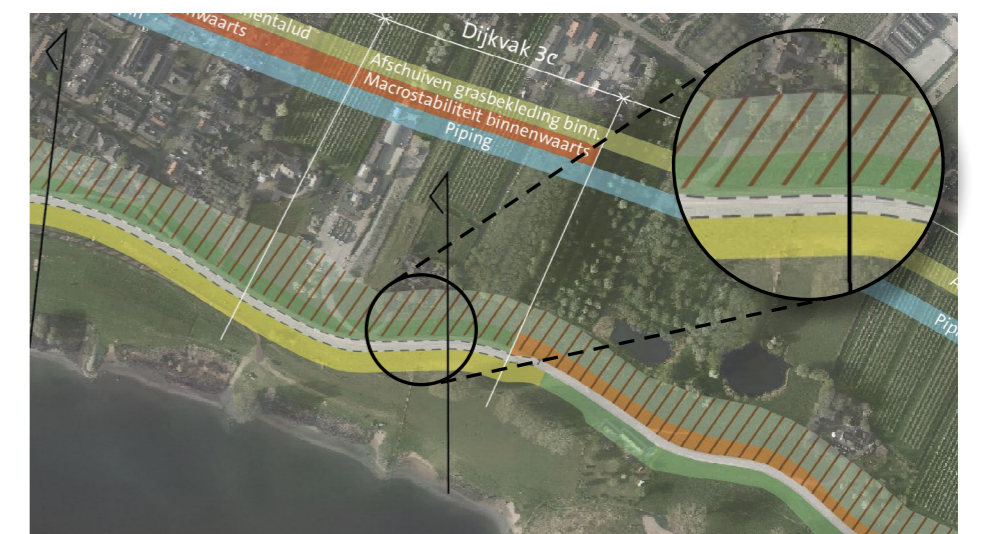 Dijkvak 3c
Afschuiven grasbekleding binn.
Macrostabiliteit binnenwaarts
Piping